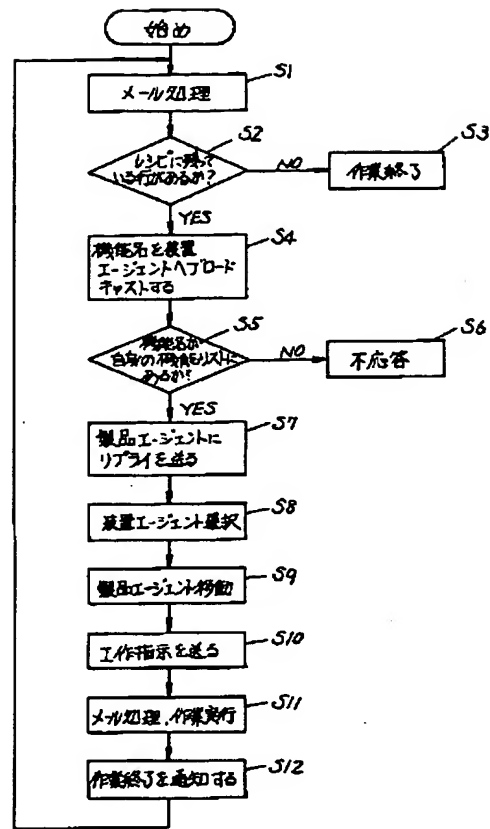 始め
S1
メール処理
S2
レシピに残って
いる行があるか?
NO
S3
作業終了
YES
S4
機能名を装置
エージェントへブロード
キャストする
S5
機能名が
自身の機能リストに
あるか?
NO
S6
不応答
YES
S7
製品エージェントに
リプライを送る
S8
装置エージェント選択
S9
製品エージェント移動
S10
工作指示を送る
S11
メール処理、作業実行
S12
作業終了を通知する